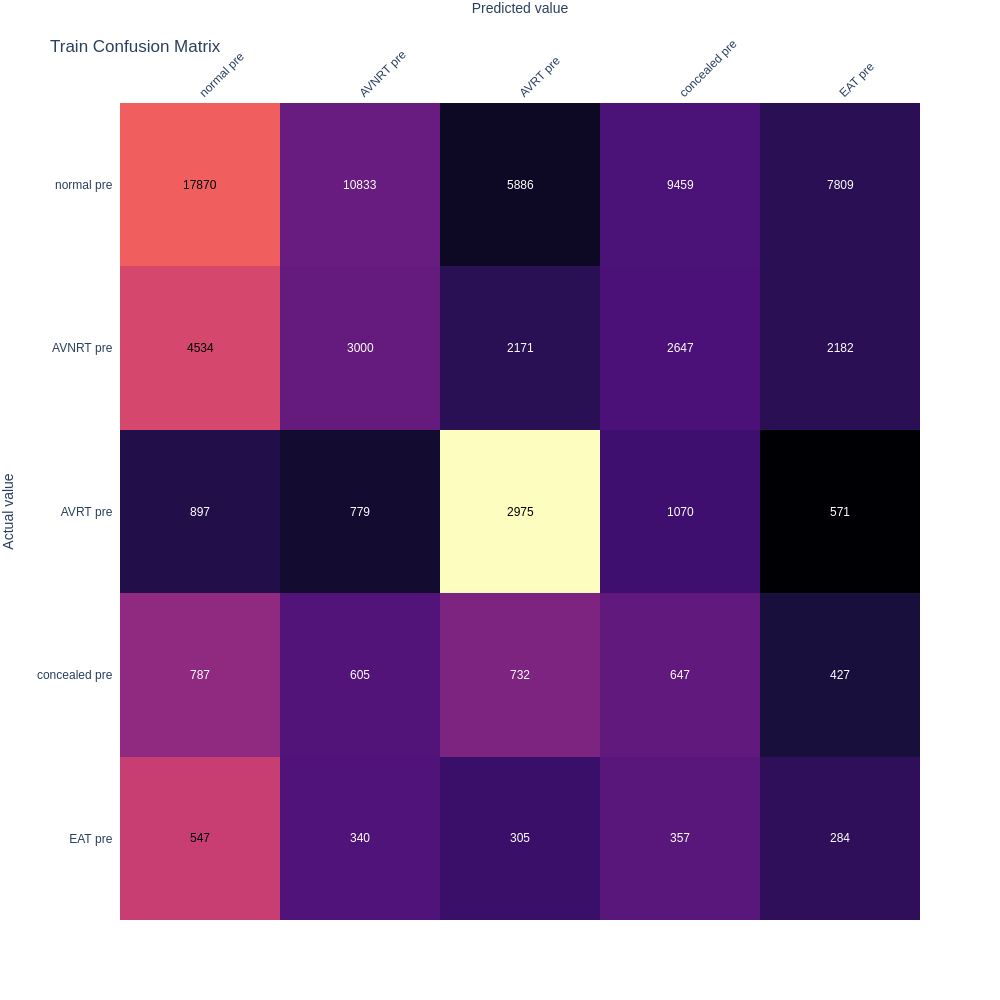 Predicted value
Train Confusion Matrix
normal pre AVNRT pre AVRT pre concealed pre EAT pre
normal pre 17870 10833 5886 9459 7809
AVNRT pre 4534 3000 2171 2647 2182
Actual value
AVRT pre 897 779 2975 1070 571
concealed pre 787 605 732 647 427
EAT pre 547 340 305 357 284